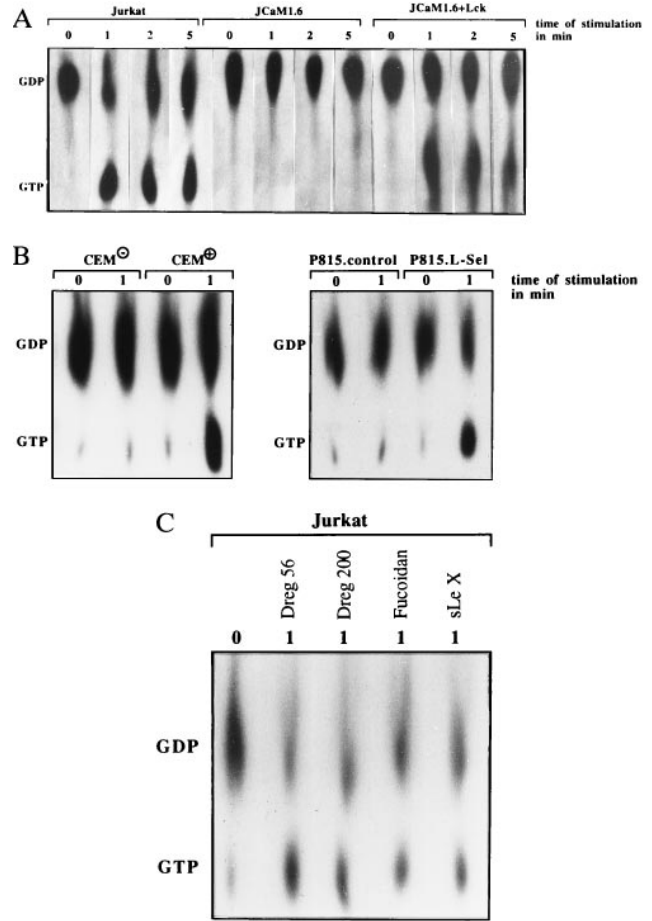 A
Jurkat JCaM1.6 JCaM1.6+Lck time of stimulation
0 1 2 5 0 1 2 5 0 1 2 5 in min
GDP
GTP
B
CEM⊖ CEM⊕ P815.control P815.L-Sel
0 1 0 1 0 1 0 1 time of stimulation
in min
GDP GDP
GTP GTP
C
Jurkat
Dreg 56 Dreg 200 Fucoidan sLe X
0 1 1 1 1
GDP
GTP